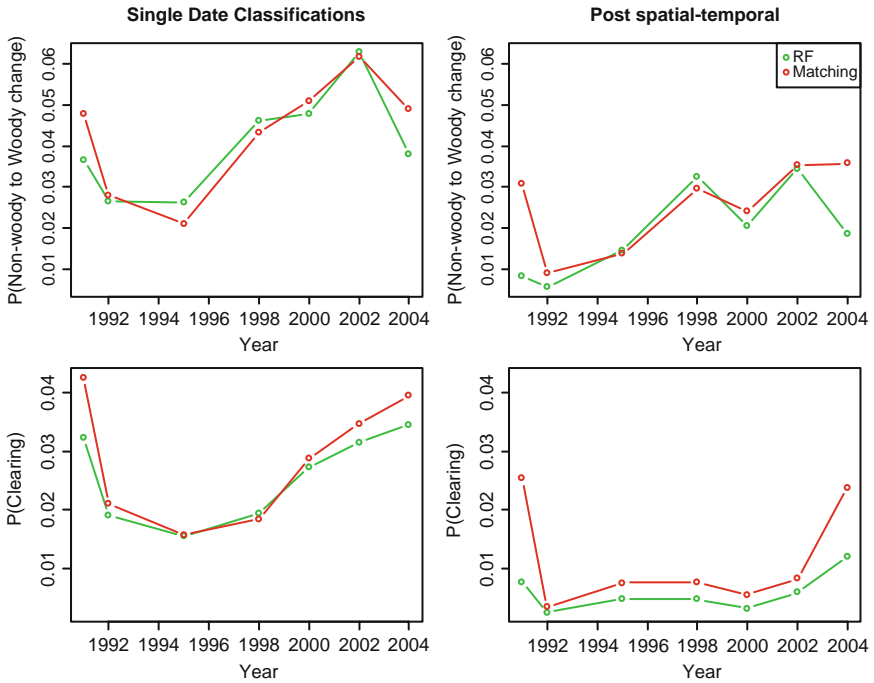 Single Date Classifications
Post spatial-temporal
P(Non-woody to Woody change)
0.01 0.02 0.03 0.04 0.05 0.06
1992 1994 1996 1998 2000 2002 2004
Year
P(Non-woody to Woody change)
0.01 0.02 0.03 0.04 0.05 0.06
RF
Matching
1992 1994 1996 1998 2000 2002 2004
Year
P(Clearing)
0.01 0.02 0.03 0.04
1992 1994 1996 1998 2000 2002 2004
Year
P(Clearing)
0.01 0.02 0.03 0.04
1992 1994 1996 1998 2000 2002 2004
Year